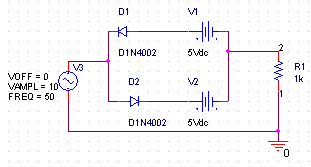 D1 V1
D1N4002 5Vdc
2
V3
VOFF = 0
VAMPL = 10
FREQ = 50
D2 V2
R1
1k
1
D1N4002 5Vdc
0